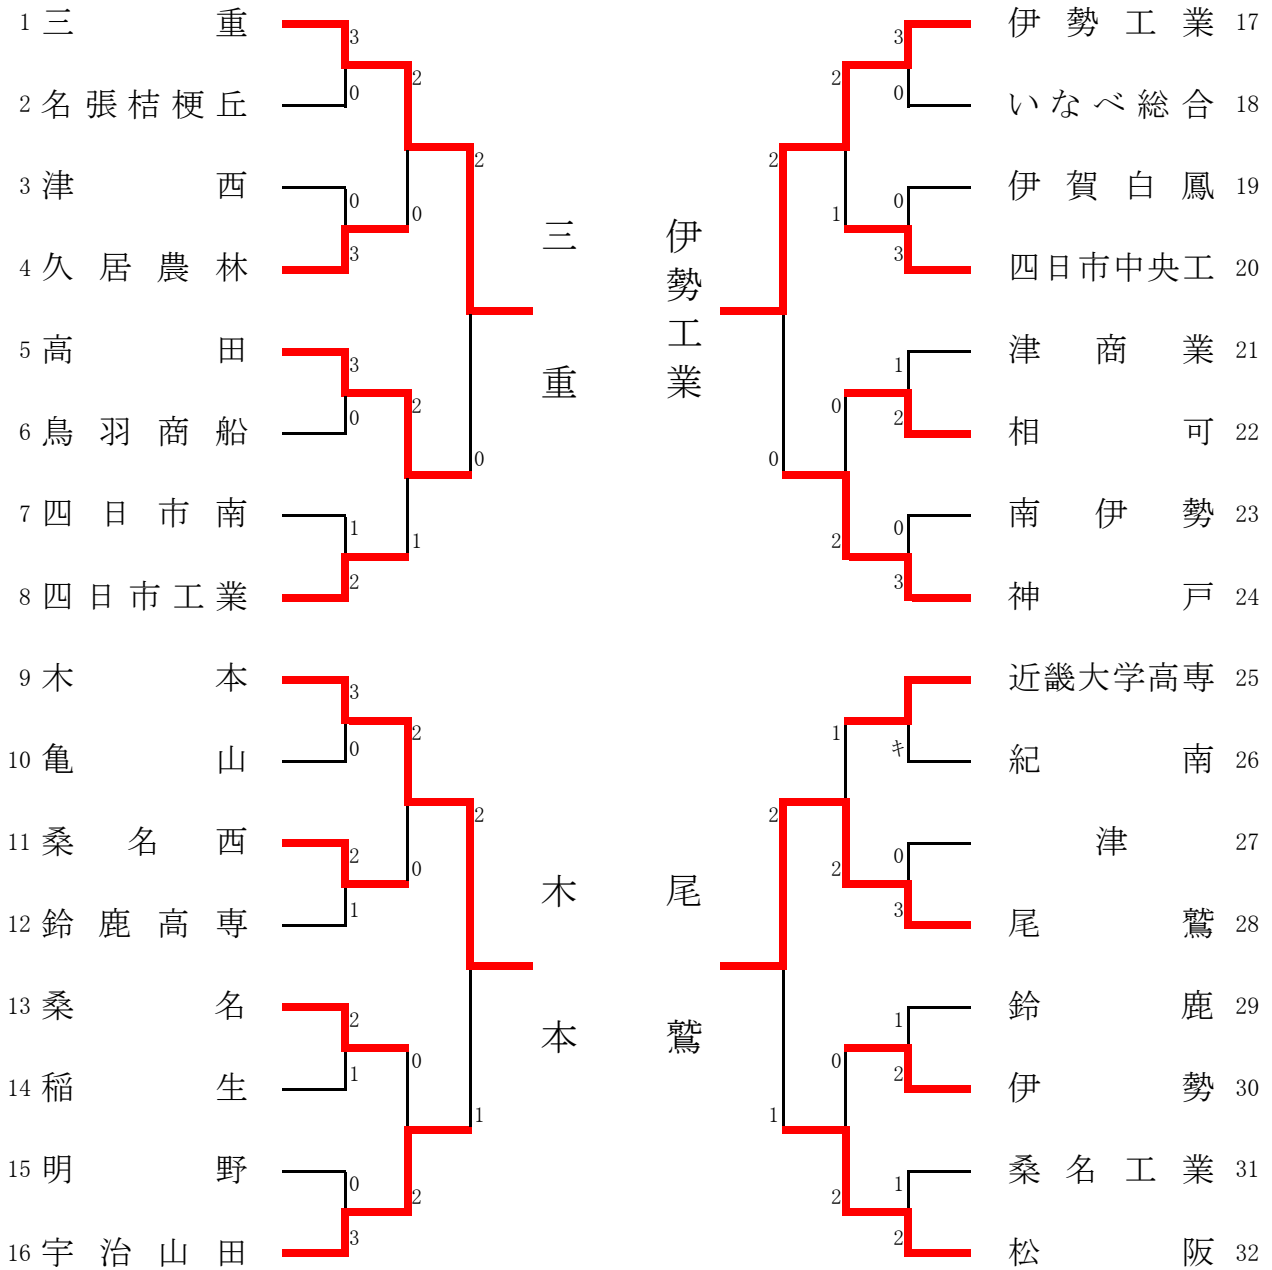 1 三重
2 名張桔梗丘
3 津西
4 久居農林
5 高田
6 鳥羽商船
7 四日市南
8 四日市工業
9 木本
10 亀山
11 桑名西
12 鈴鹿高専
13 桑名
14 稲生
15 明野
16 宇治山田
3
0
0
3
3
0
1
2
3
0
2
1
2
1
0
3
2
0
2
1
2
0
0
2
2
0
2
1
三重
木本
伊勢工業
尾鷲
2
0
2
1
2
1
0
2
1
2
0
2
3
0
0
3
1
2
0
3
キ
0
3
1
2
1
2
伊勢工業 17
いなべ総合 18
伊賀白鳳 19
四日市中央工 20
津商業 21
相可 22
南伊勢 23
神戸 24
近畿大学高専 25
紀南 26
津 27
尾鷲 28
鈴鹿 29
伊勢 30
桑名工業 31
松阪 32